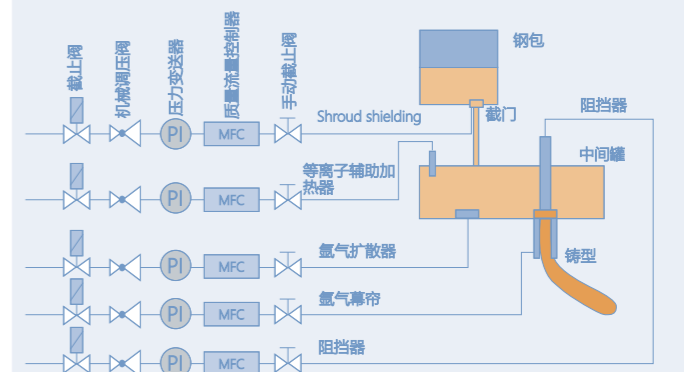 截止阀
机械调压阀
压力变送器
质量流量控制器
手动截止阀
钢包
截门
阻挡器
中间罐
铸型
PI
MFC
Shroud shielding
PI
MFC
等离子辅助加
热器
PI
MFC
氩气扩散器
PI
MFC
氩气幕帘
PI
MFC
阻挡器